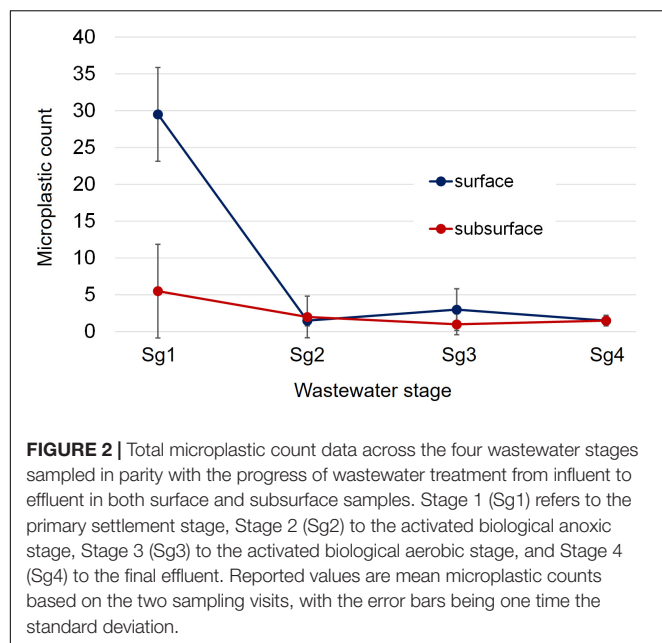 40
35
30
25
20
15
10
5
0
Microplastic count
surface
subsurface
Sg1 Sg2 Sg3 Sg4
Wastewater stage
FIGURE 2 | Total microplastic count data across the four wastewater stages
sampled in parity with the progress of wastewater treatment from influent to
effluent in both surface and subsurface samples. Stage 1 (Sg1) refers to the
primary settlement stage, Stage 2 (Sg2) to the activated biological anoxic
stage, Stage 3 (Sg3) to the activated biological aerobic stage, and Stage 4
(Sg4) to the final effluent. Reported values are mean microplastic counts
based on the two sampling visits, with the error bars being one time the
standard deviation.